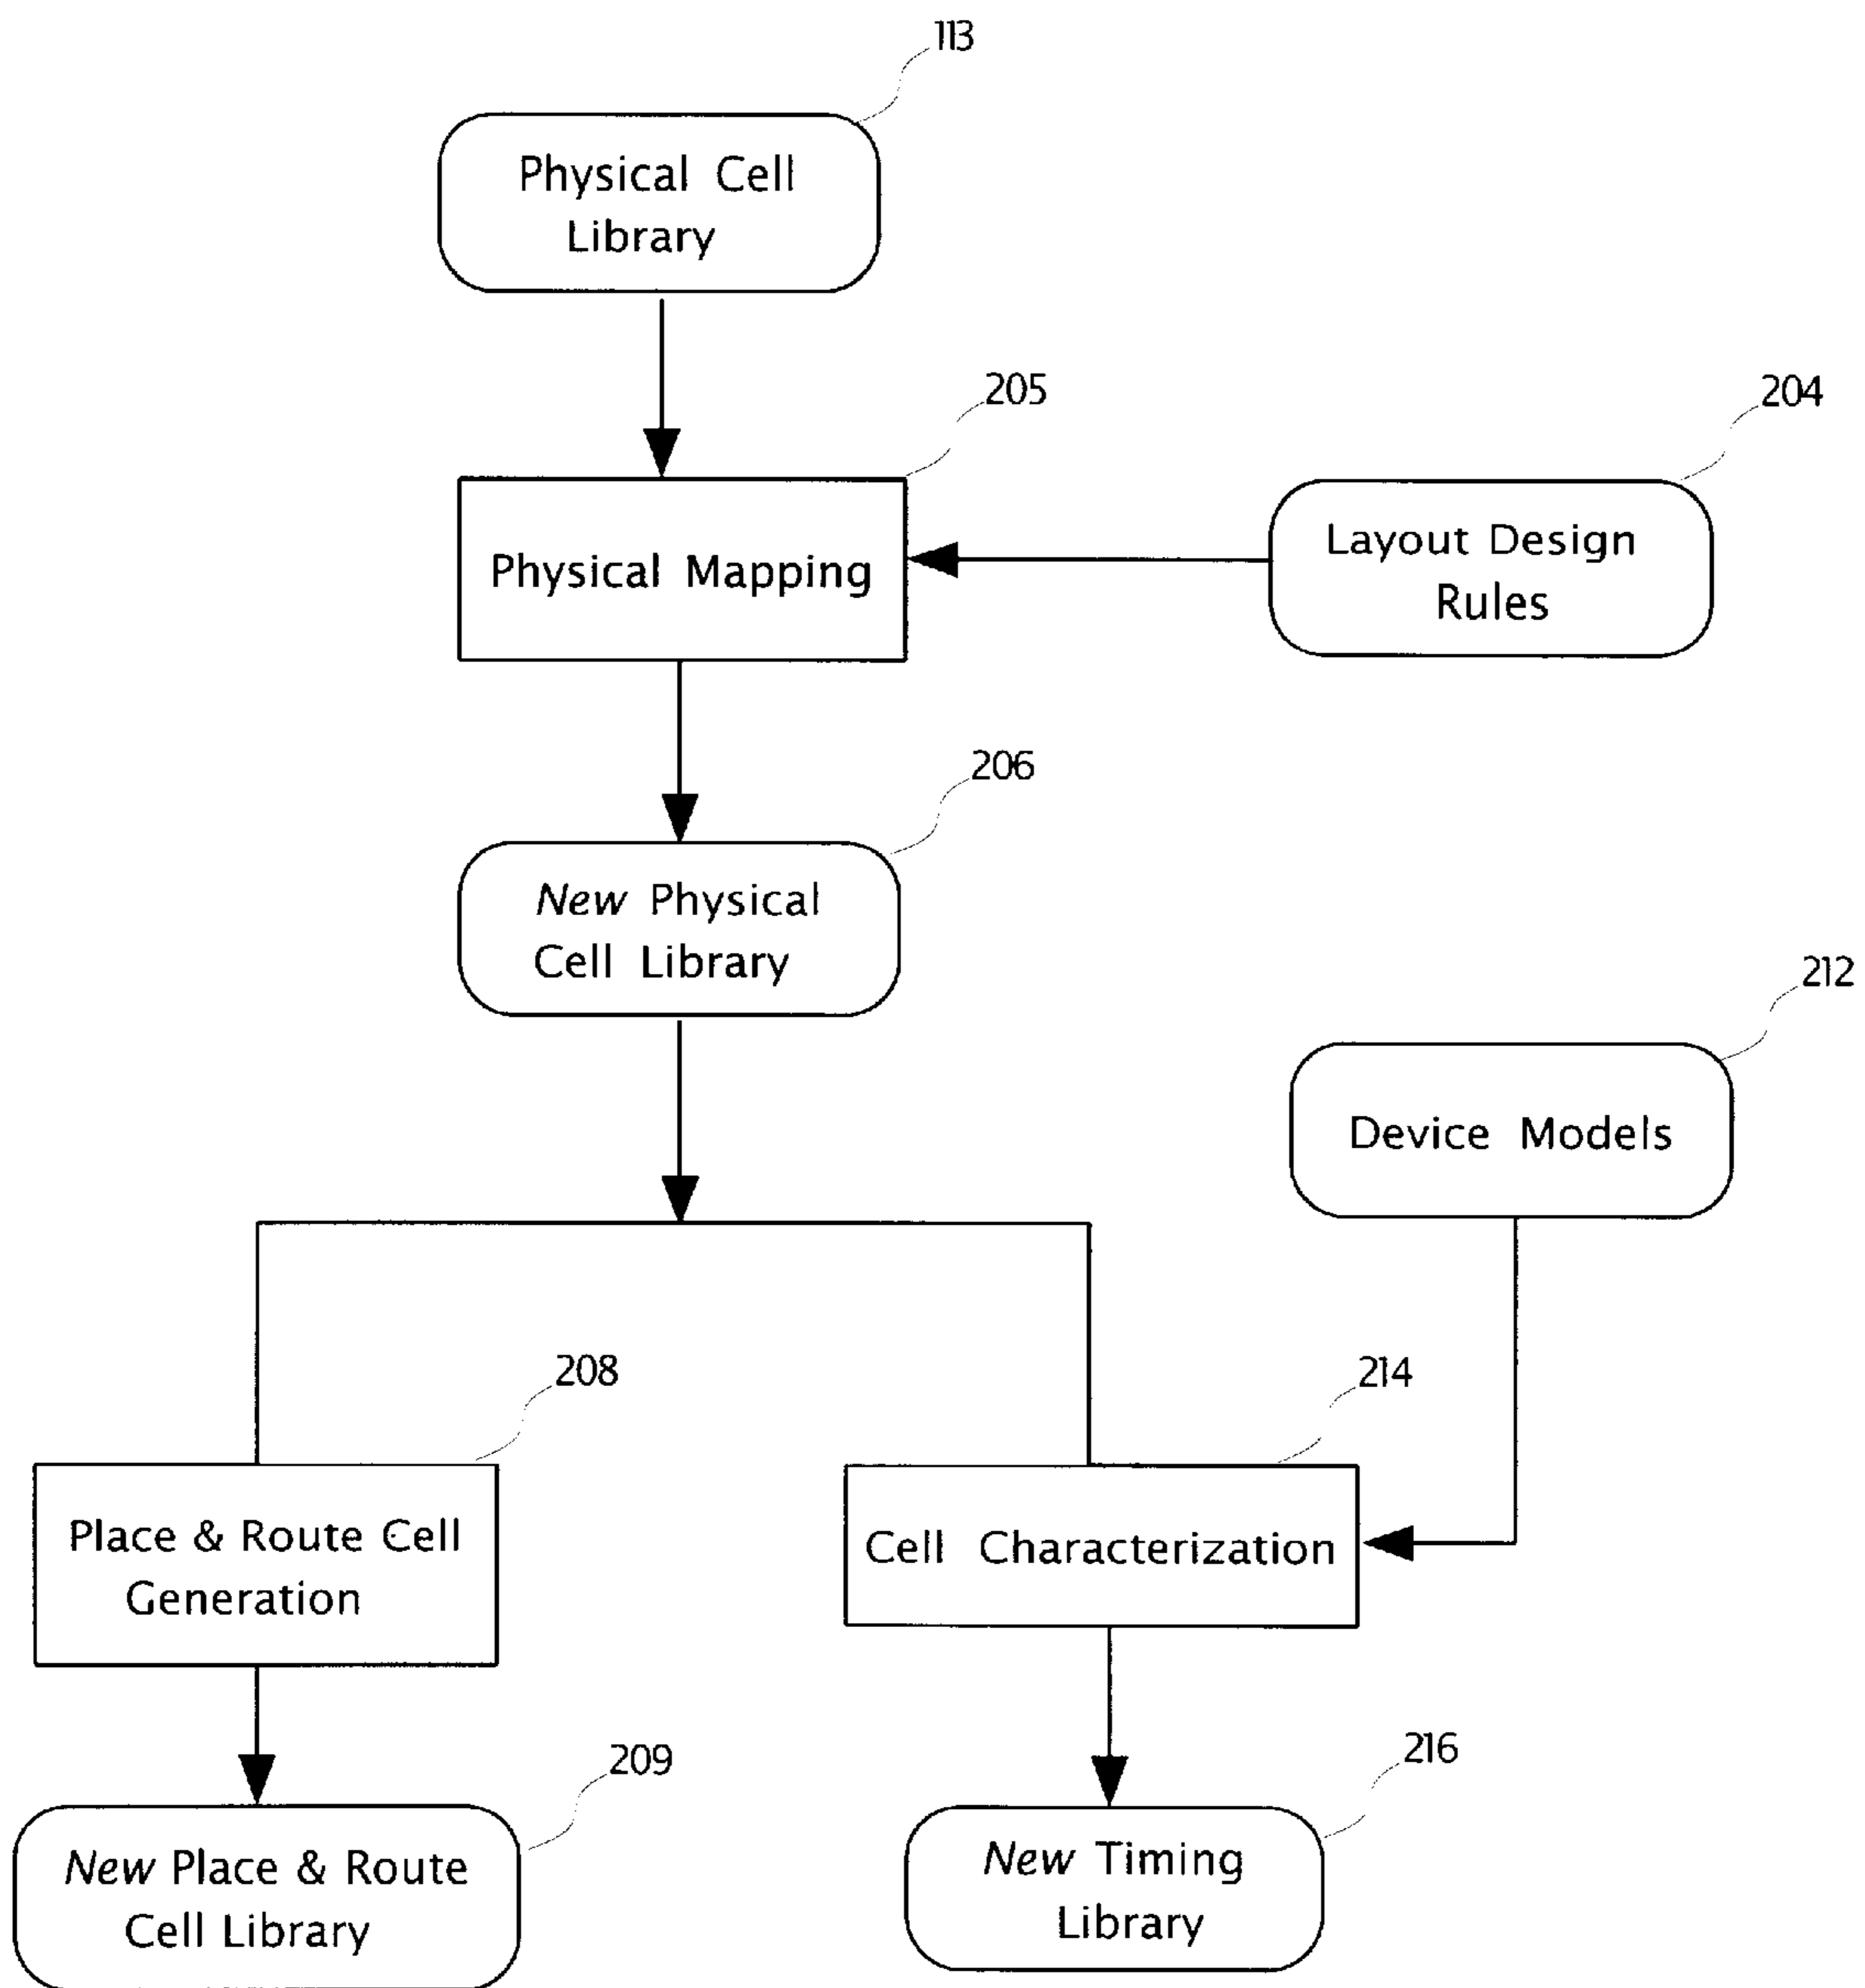 113
Physical Cell
Library
205
204
Physical Mapping
Layout Design
Rules
206
New Physical
Cell Library
212
Device Models
208
214
Place & Route Cell
Generation
Cell Characterization
209
216
New Place & Route
Cell Library
New Timing
Library